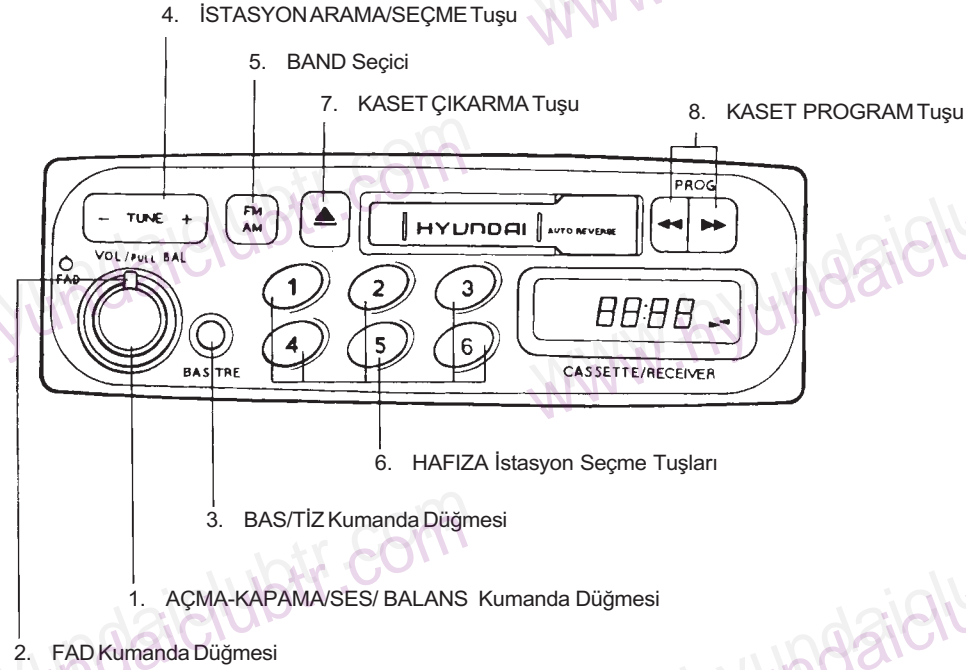 4. İSTASYON ARAMA/SEÇME Tuşu
5. BAND Seçici
7. KASET ÇIKARMA Tuşu
8. KASET PROGRAM Tuşu
PROG
- TUNE +
FM
AM
HYUNDAI AUTO REVERSE
VOL/PULL BAL
FAD
1 2 3
88:88
4 5 6
BAS TRE
CASSETTE/RECEIVER
6. HAFIZA İstasyon Seçme Tuşları
3. BAS/TİZ Kumanda Düğmesi
1. AÇMA-KAPAMA/SES/ BALANS Kumanda Düğmesi
2. FAD Kumanda Düğmesi